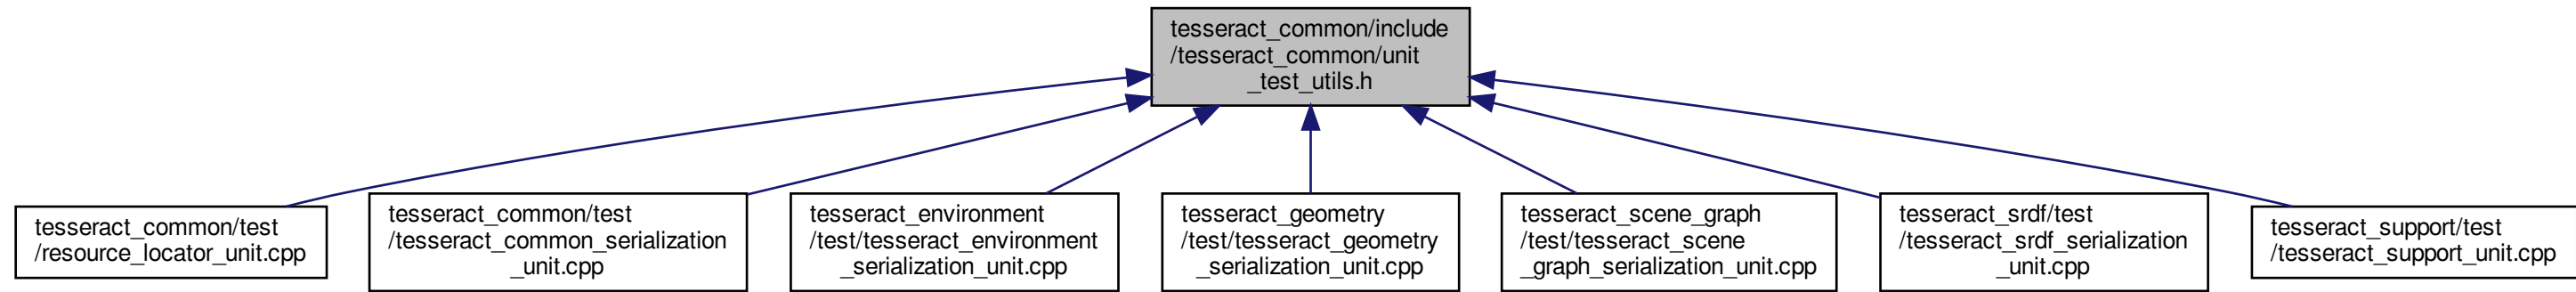 tesseract_common/include
/tesseract_common/unit
_test_utils.h
tesseract_common/test
/resource_locator_unit.cpp
tesseract_common/test
/tesseract_common_serialization
_unit.cpp
tesseract_environment
/test/tesseract_environment
_serialization_unit.cpp
tesseract_geometry
/test/tesseract_geometry
_serialization_unit.cpp
tesseract_scene_graph
/test/tesseract_scene
_graph_serialization_unit.cpp
tesseract_srdf/test
/tesseract_srdf_serialization
_unit.cpp
tesseract_support/test
/tesseract_support_unit.cpp